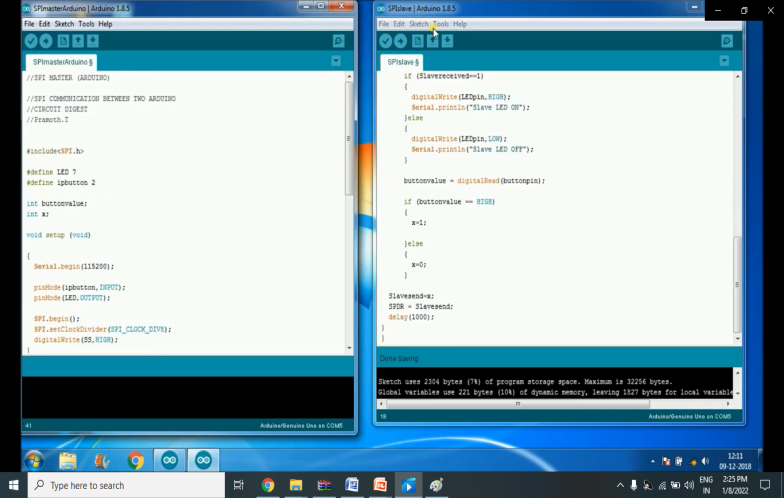 SPImasterArduino | Arduino 1.8.5
File Edit Sketch Tools Help
SPImasterArduino §
//SPI MASTER (ARDUINO)
//SPI COMMUNICATION BETWEEN TWO ARDUINO
//CIRCUIT DIGEST
//Pramoth.T
#include<SPI.h>
#define LED 7
#define ipbutton 2
int buttonvalue;
int x;
void setup (void)
{
Serial.begin(115200);
pinMode(ipbutton,INPUT);
pinMode(LED,OUTPUT);
SPI.begin();
SPI.setClockDivider(SPI_CLOCK_DIV8);
digitalWrite(SS,HIGH);
}
41
Arduino/Genuino Uno on COM5
SPIslave | Arduino 1.8.5
File Edit Sketch Tools Help
SPIslave §
if (Slavereceived==1)
{
digitalWrite(LEDpin,HIGH);
Serial.println("Slave LED ON");
}else
{
digitalWrite(LEDpin,LOW);
Serial.println("Slave LED OFF");
}
buttonvalue = digitalRead(buttonpin);
if (buttonvalue == HIGH)
{
x=1;
}else
{
x=0;
}
Slavesend=x;
SPDR = Slavesend;
delay(1000);
}
}
Done Saving
Sketch uses 2304 bytes (7%) of program storage space. Maximum is 32256 bytes.
Global variables use 221 bytes (10%) of dynamic memory, leaving 1827 bytes for local variable
18
Arduino/Genuino Uno on COM5
12:11
09-12-2018
Type here to search
ENG
IN
2:25 PM
1/8/2022